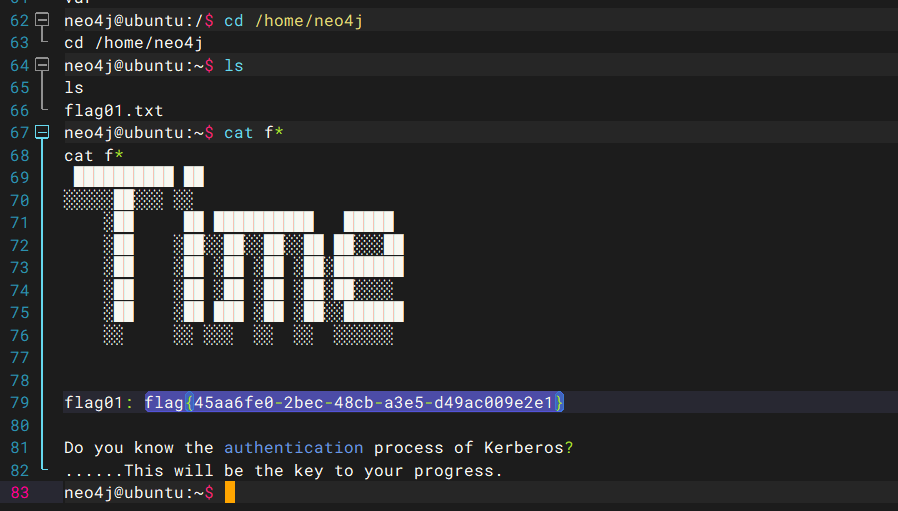 62 neo4j@ubuntu:/$ cd /home/neo4j
63 cd /home/neo4j
64 neo4j@ubuntu:~$ ls
65 ls
66 flag01.txt
67 neo4j@ubuntu:~$ cat f*
68 cat f*
69
70
71
72
73
74
75
76
Time
77
78
79 flag01: flag{45aa6fe0-2bec-48cb-a3e5-d49ac009e2e1}
80
81 Do you know the authentication process of Kerberos?
82 ......This will be the key to your progress.
83 neo4j@ubuntu:~$